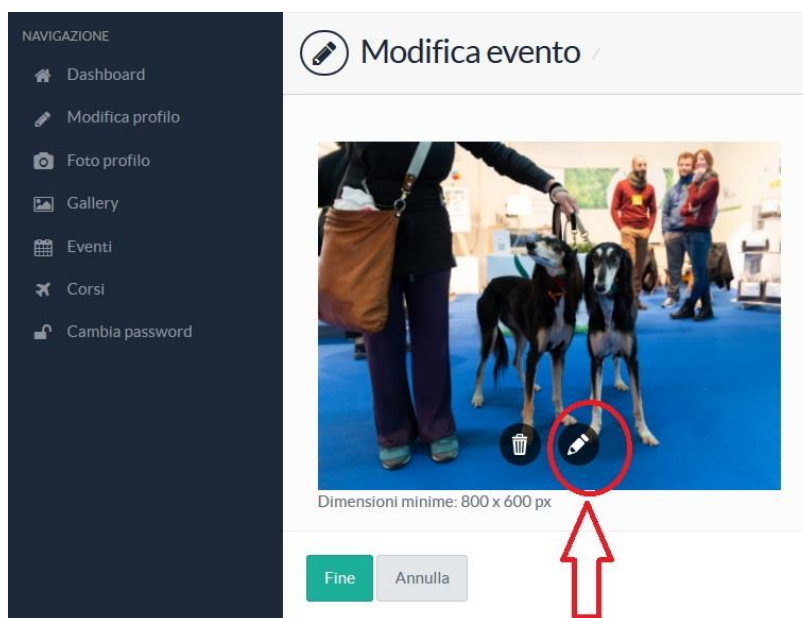 NAVIGAZIONE
Dashboard
Modifica profilo
Foto profilo
Gallery
Eventi
Corsi
Cambia password
Modifica evento /
Dimensioni minime: 800 x 600 px
Fine
Annulla